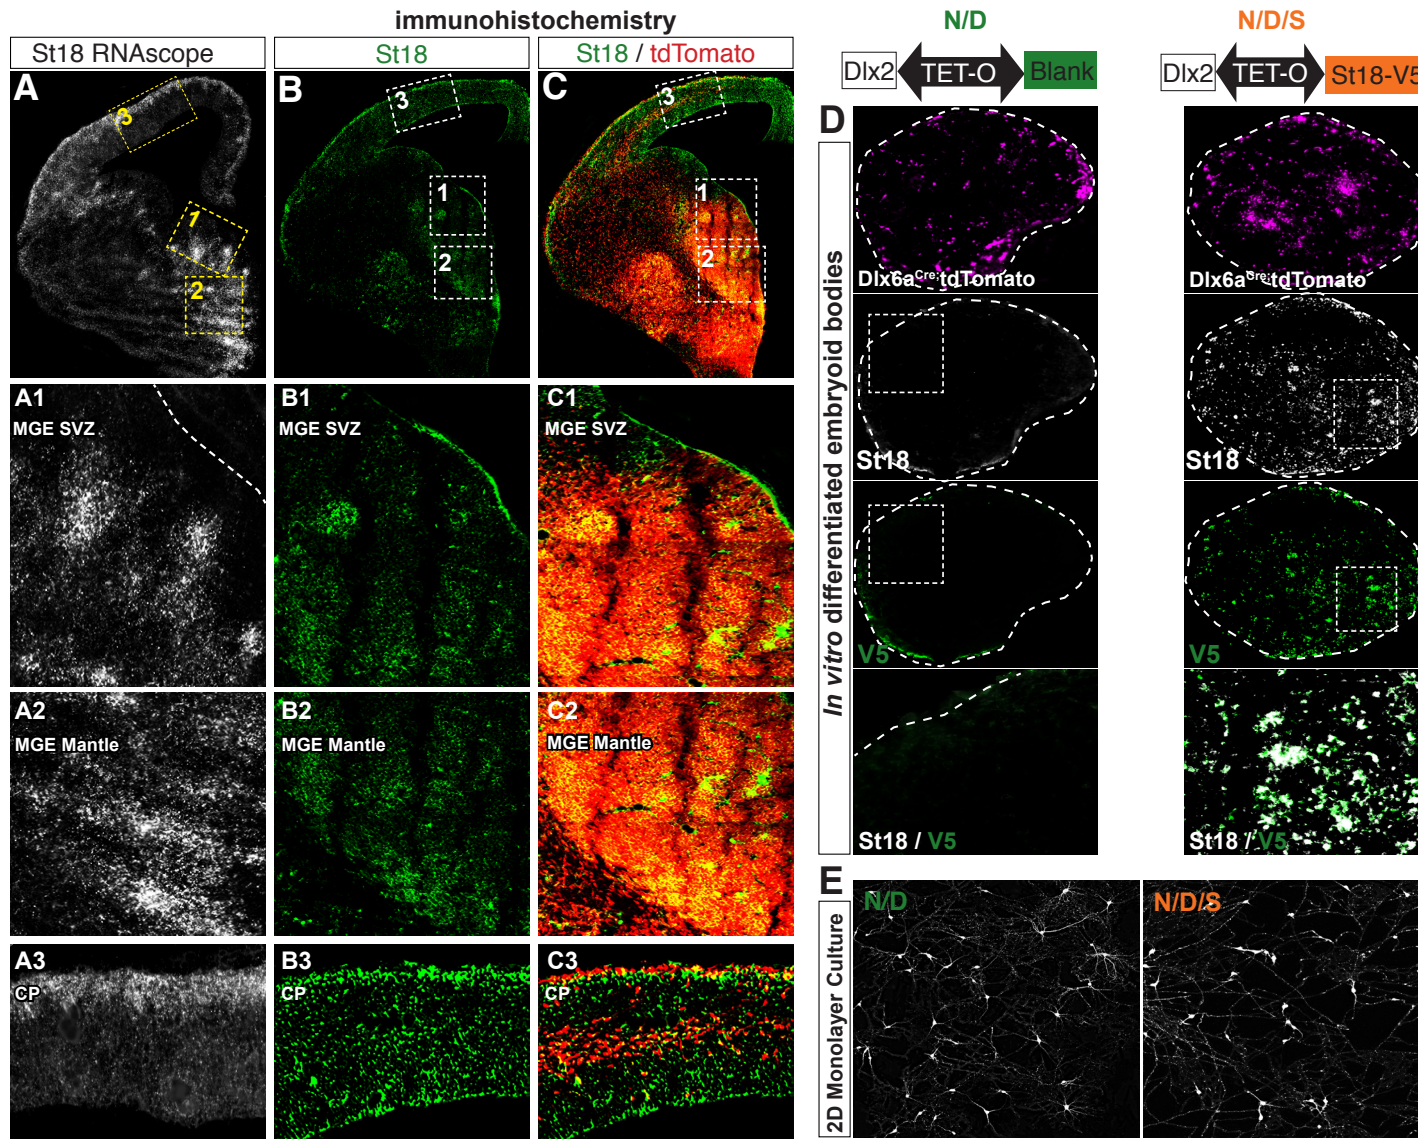 immunohistochemistry
St18 RNAscope
St18
St18 / tdTomato
N/D
N/D/S
Dlx2
TET-O
Blank
Dlx2
TET-O
St18-V5
A
3
1
2
B
3
1
2
C
3
1
2
A1
MGE SVZ
B1
MGE SVZ
C1
MGE SVZ
A2
MGE Mantle
B2
MGE Mantle
C2
MGE Mantle
A3
CP
B3
CP
C3
CP
D
In vitro differentiated embryoid bodies
Dlx6aCre;tdTomato
Dlx6aCre;tdTomato
St18
St18
V5
V5
St18 / V5
St18 / V5
E
2D Monolayer Culture
N/D
N/D/S